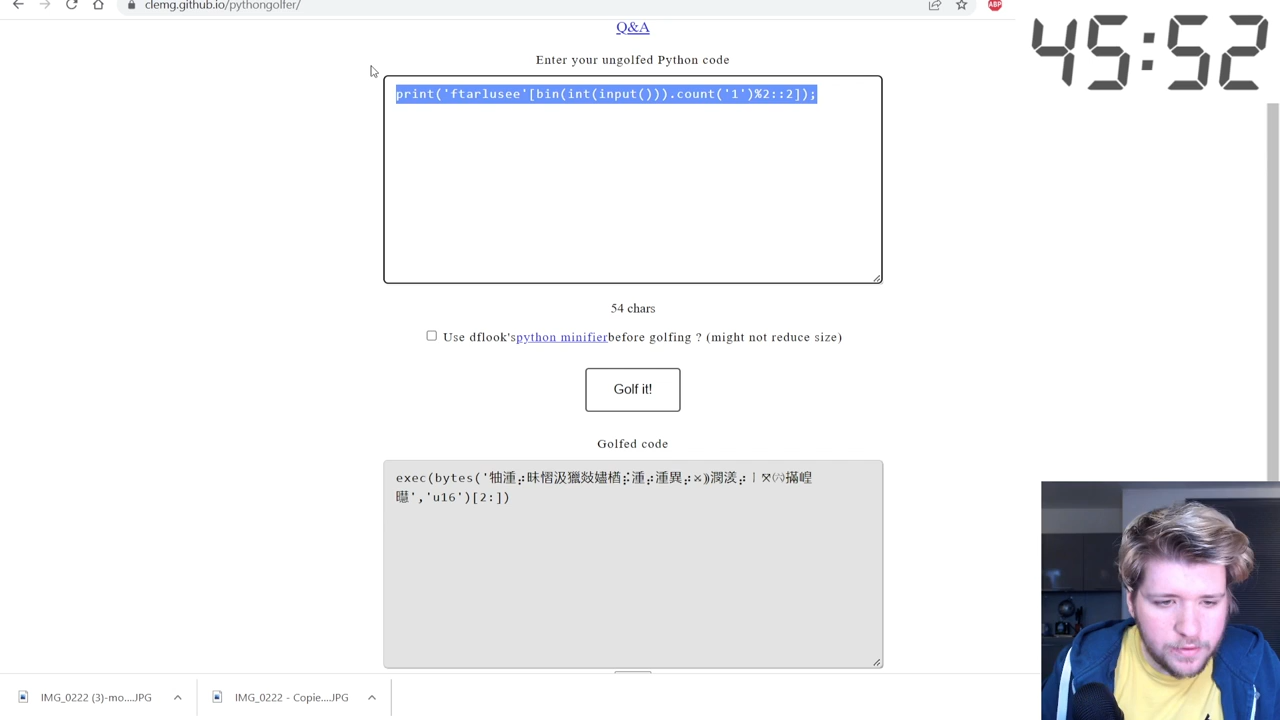 clemg.github.io/pythongolfer/
ABP
45:52
Q&A
Enter your ungolfed Python code
print('ftarlusee'[bin(int(input())).count('1')%2::2]);
54 chars
Use dflook's python minifier before golfing ? (might not reduce size)
Golf it!
Golfed code
exec(bytes('
','u16')[2:])
IMG_0222 (3)-mo....JPG
IMG_0222 - Copie....JPG